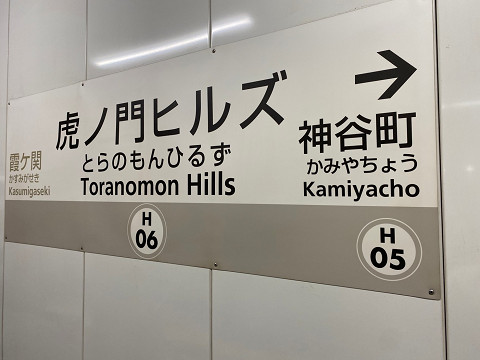 霞ケ関
かすみがせき
Kasumigaseki
虎ノ門ヒルズ
とらのもんひるず
Toranomon Hills
H
06
→
神谷町
かみやちょう
Kamiyacho
H
05